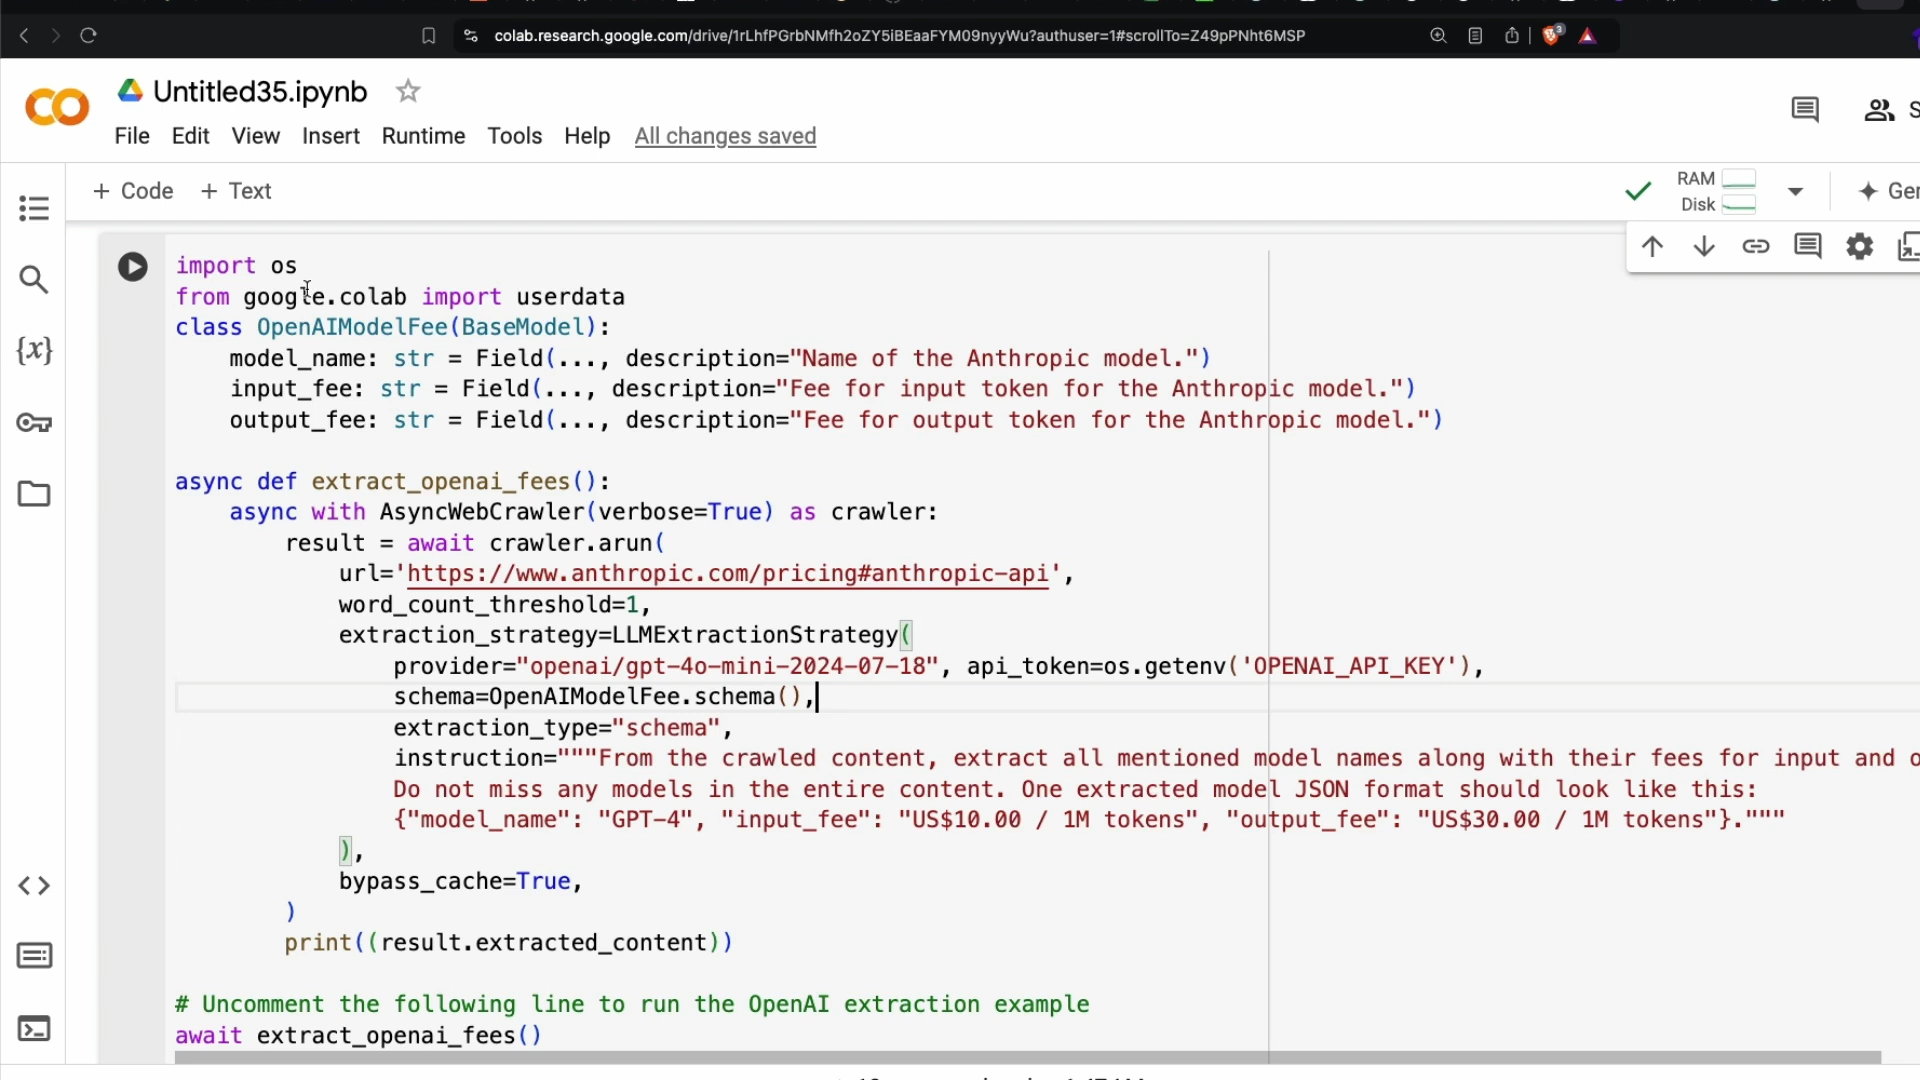 colab.research.google.com/drive/1rLhfPGrbNMfh2oZY5iBEaaFYM09nyyWu?authuser=1#scrollTo=Z49pPNht6MSP
3
Untitled35.ipynb
File Edit View Insert Runtime Tools Help All changes saved
+ Code + Text
RAM
Disk
import os
from google.colab import userdata
class OpenAIModelFee(BaseModel):
    model_name: str = Field(..., description="Name of the Anthropic model.")
    input_fee: str = Field(..., description="Fee for input token for the Anthropic model.")
    output_fee: str = Field(..., description="Fee for output token for the Anthropic model.")
async def extract_openai_fees():
    async with AsyncWebCrawler(verbose=True) as crawler:
        result = await crawler.arun(
            url='https://www.anthropic.com/pricing#anthropic-api',
            word_count_threshold=1,
            extraction_strategy=LLMExtractionStrategy(
                provider="openai/gpt-4o-mini-2024-07-18", api_token=os.getenv('OPENAI_API_KEY'),
                schema=OpenAIModelFee.schema(),
                extraction_type="schema",
                instruction="""From the crawled content, extract all mentioned model names along with their fees for input and o
                Do not miss any models in the entire content. One extracted model JSON format should look like this:
                {"model_name": "GPT-4", "input_fee": "US$10.00 / 1M tokens", "output_fee": "US$30.00 / 1M tokens"}."""
            ),
            bypass_cache=True,
        )
        print((result.extracted_content))
# Uncomment the following line to run the OpenAI extraction example
await extract_openai_fees()